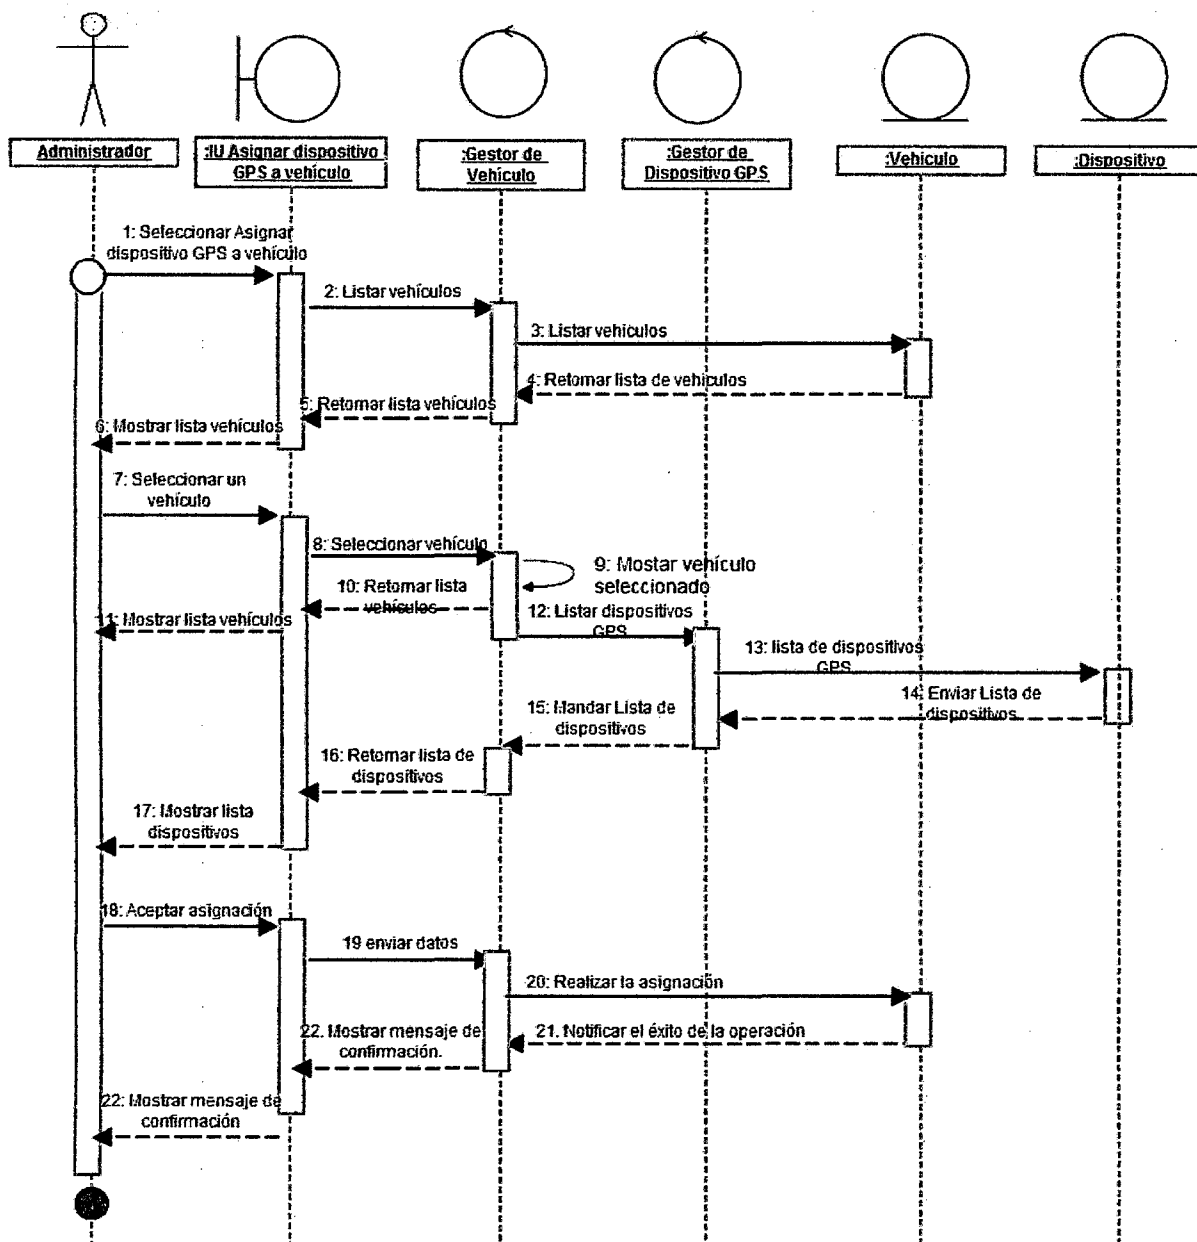 Administrador
:IU Asignar dispositivo
GPS a vehículo
:Gestor de
Vehículo
:Gestor de
Dispositivo GPS
:Vehiculo
:Dispositivo
1: Seleccionar Asignar
dispositivo GPS a vehículo
2: Listar vehículos
3: Listar vehiculos
4: Retornar lista de vehiculos
5: Retornar lista vehículos
6: Mostrar lista vehículos
7: Seleccionar un
vehículo
8: Seleccionar vehículo
9: Mostar vehículo
seleccionado
10: Retornar lista
vehículos
11: Mostrar lista vehículos
12: Listar dispositivos
GPS
13: lista de dispositivos
GPS
14: Enviar Lista de
dispositivos
15: Mandar Lista de
dispositivos
16: Retornar lista de
dispositivos
17: Mostrar lista
dispositivos
18: Aceptar asignación
19 enviar datos
20: Realizar la asignación
21. Notificar el éxito de la operación
22. Mostrar mensaje de
confirmación.
22: Mostrar mensaje de
confirmación